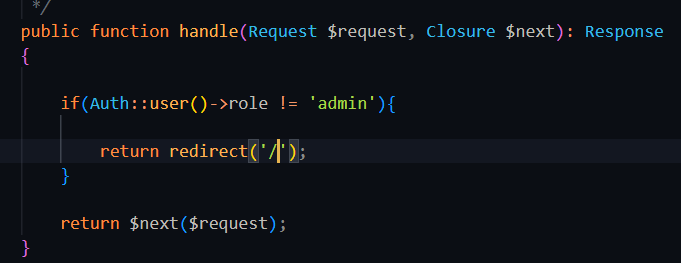 */
public function handle(Request $request, Closure $next): Response
{
if(Auth::user()->role != 'admin'){
return redirect('/');
}
return $next($request);
}